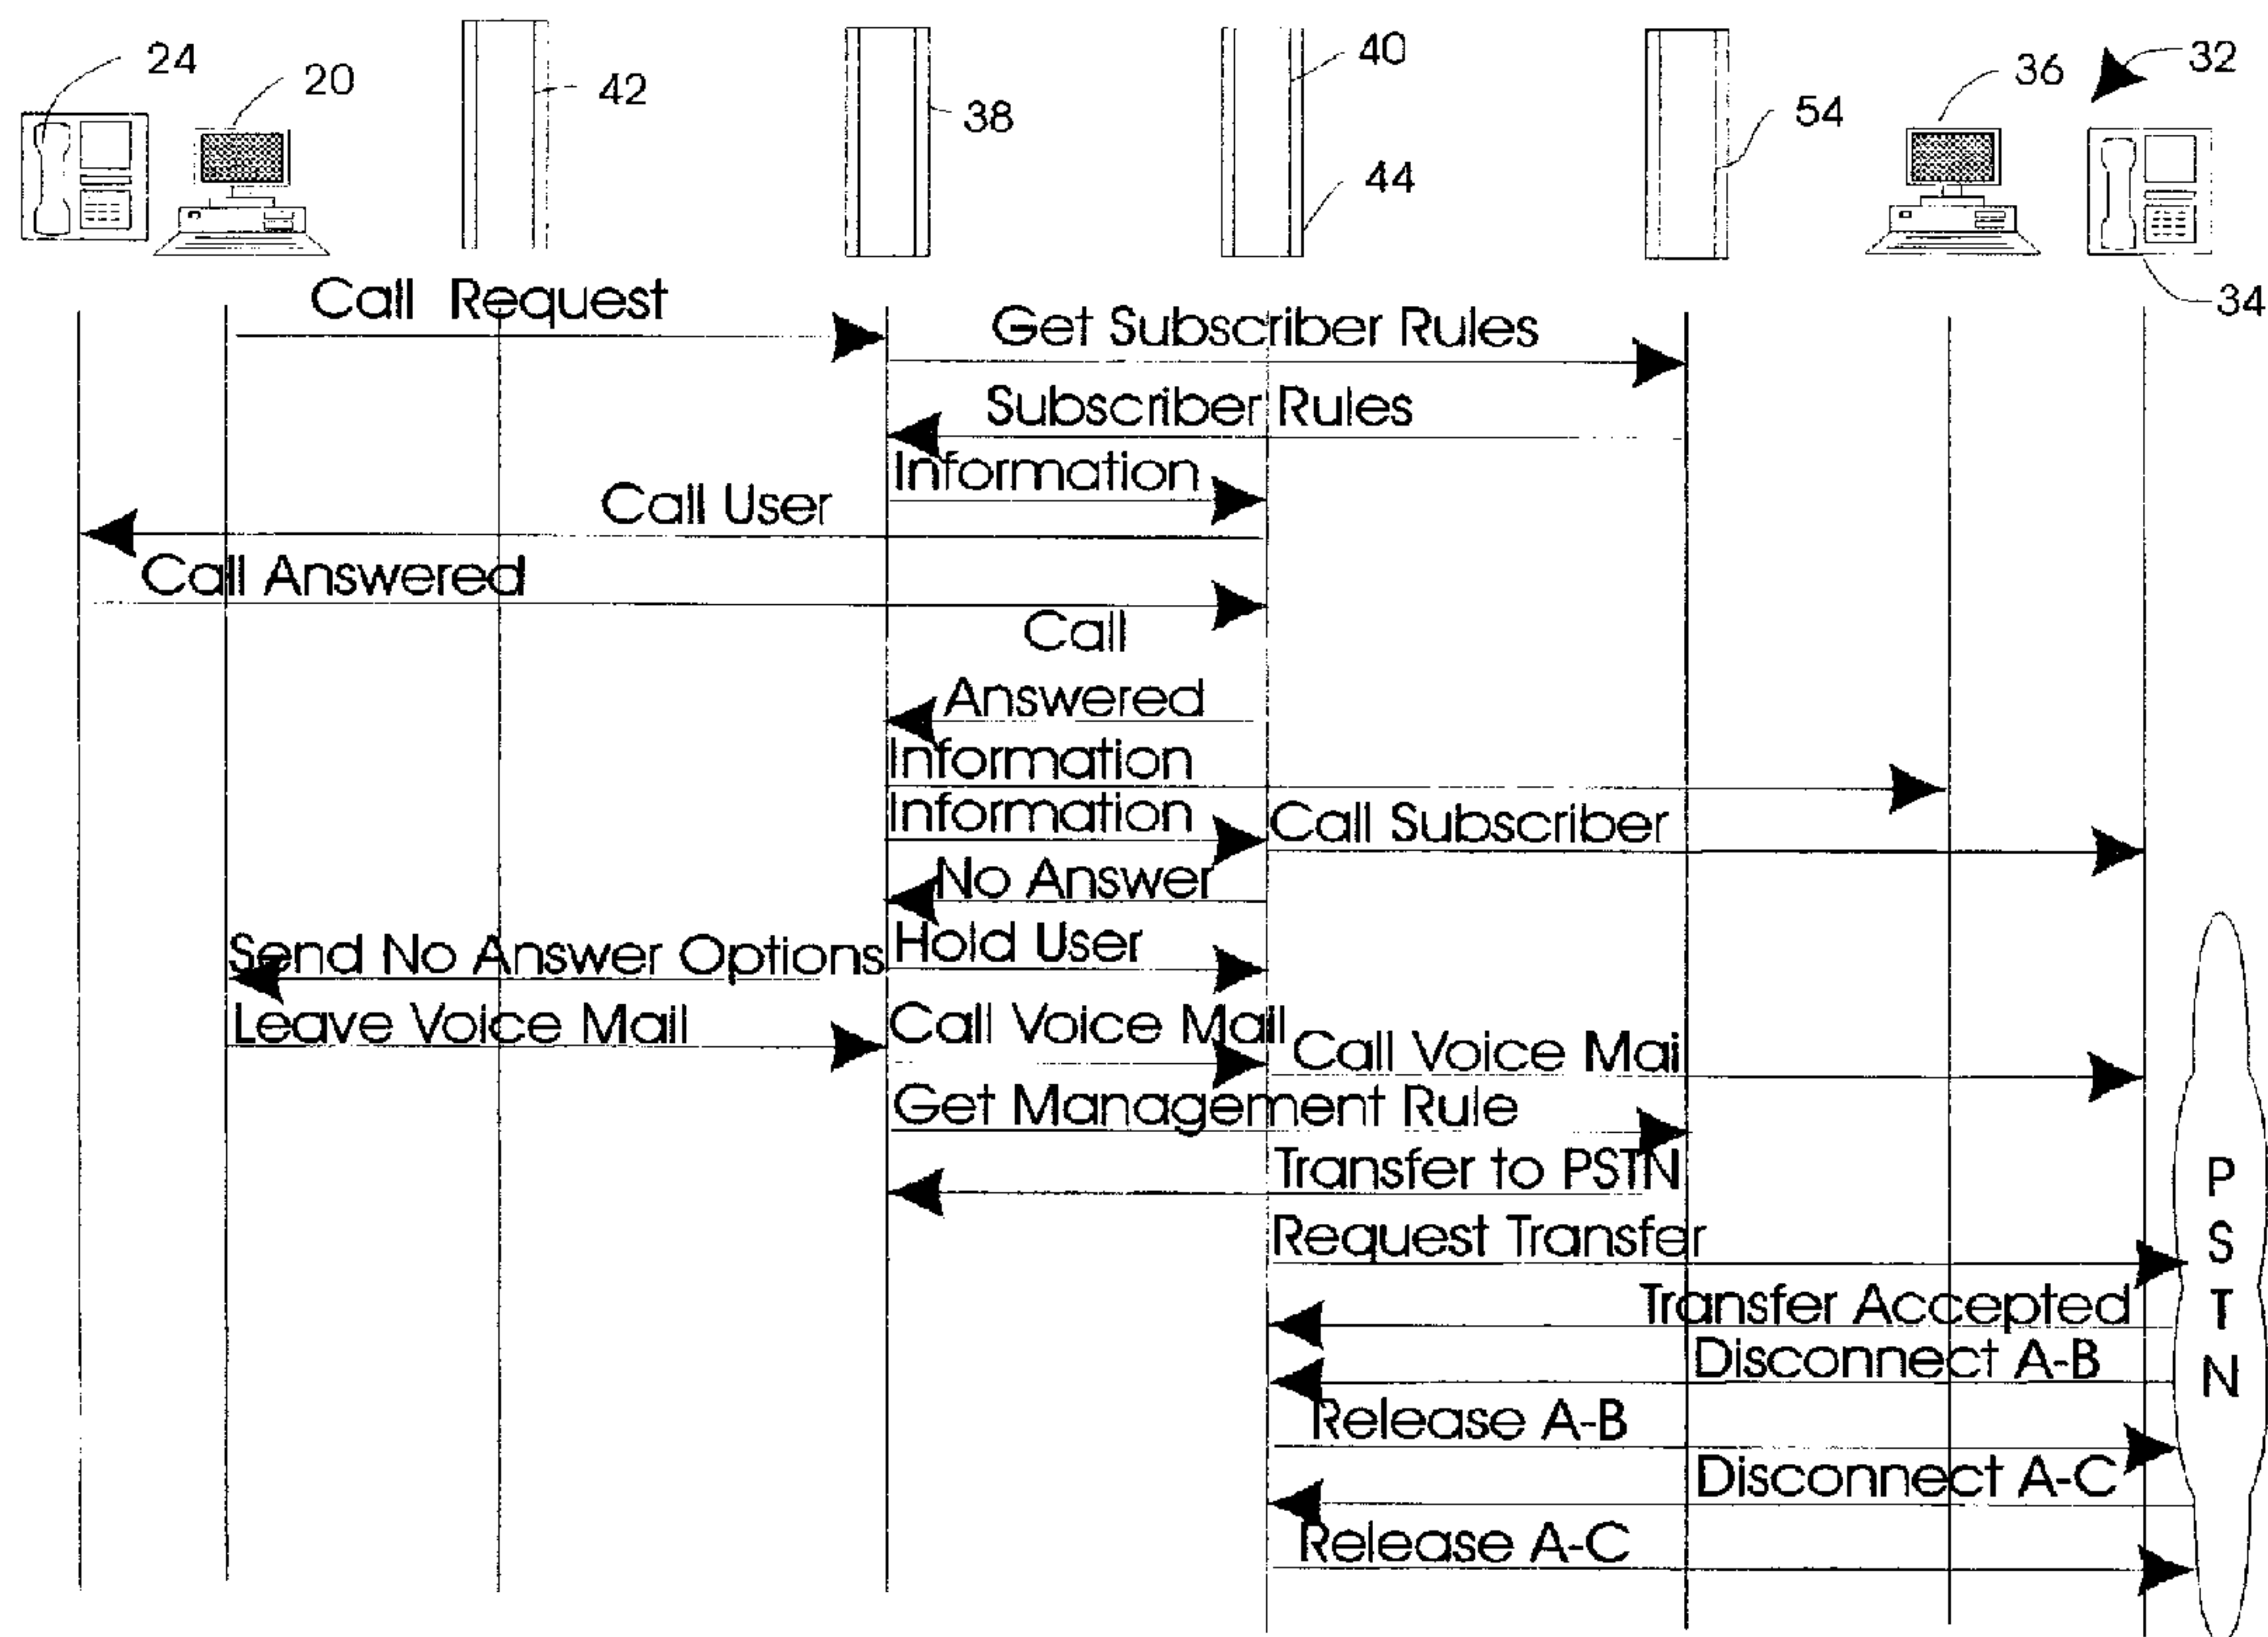 24
20
42
38
40
44
54
36
32
34
Call Request
Get Subscriber Rules
Subscriber Rules
Information
Call User
Call Answered
Call
Answered
Information
Information
Call Subscriber
No Answer
Send No Answer Options
Hold User
Leave Voice Mail
Call Voice Mail
Call Voice Mai
Get Management Rule
Transfer to PSTN
Request Transfer
Transfer Accepted
Disconnect A-B
Release A-B
Disconnect A-C
Release A-C
P
S
T
N